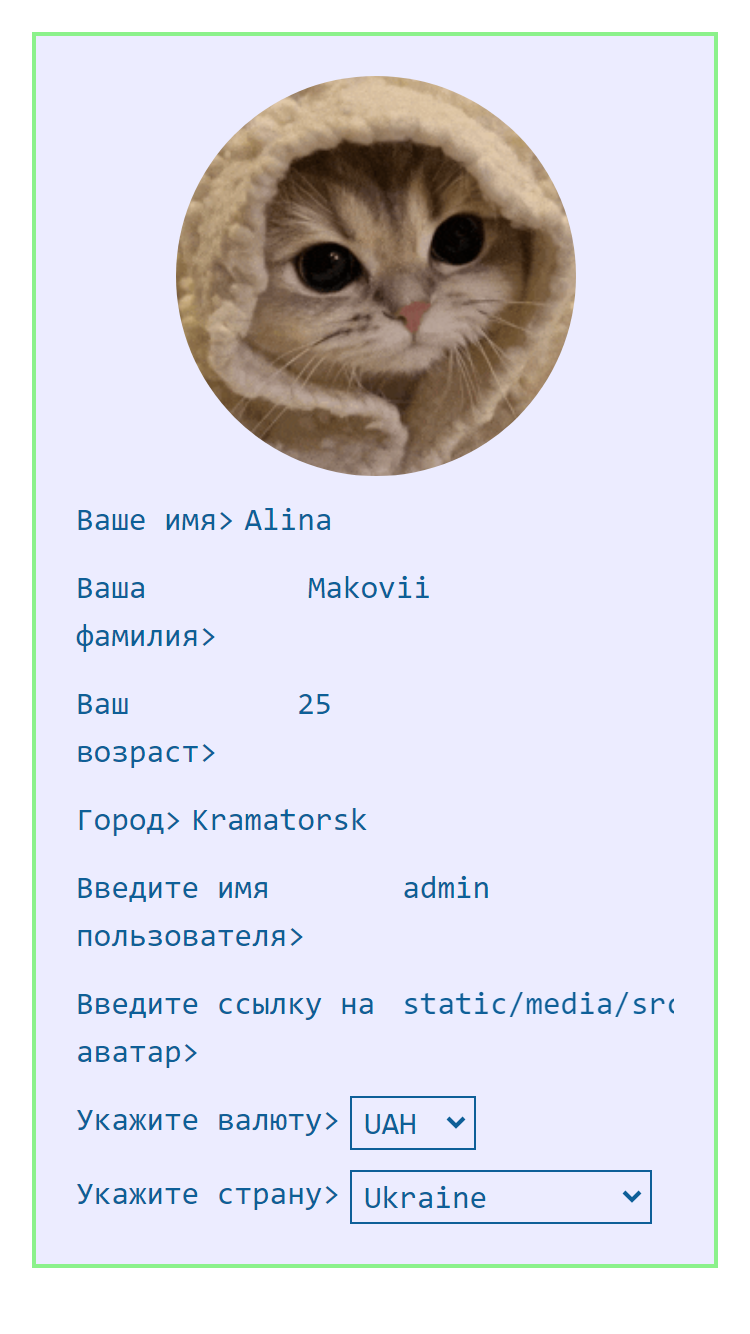 Ваше имя> Alina
Ваша Makovii
фамилия>
Ваш 25
возраст>
Город> Kramatorsk
Введите имя admin
пользователя>
Введите ссылку на static/media/src
аватар>
Укажите валюту> UAH
Укажите страну> Ukraine